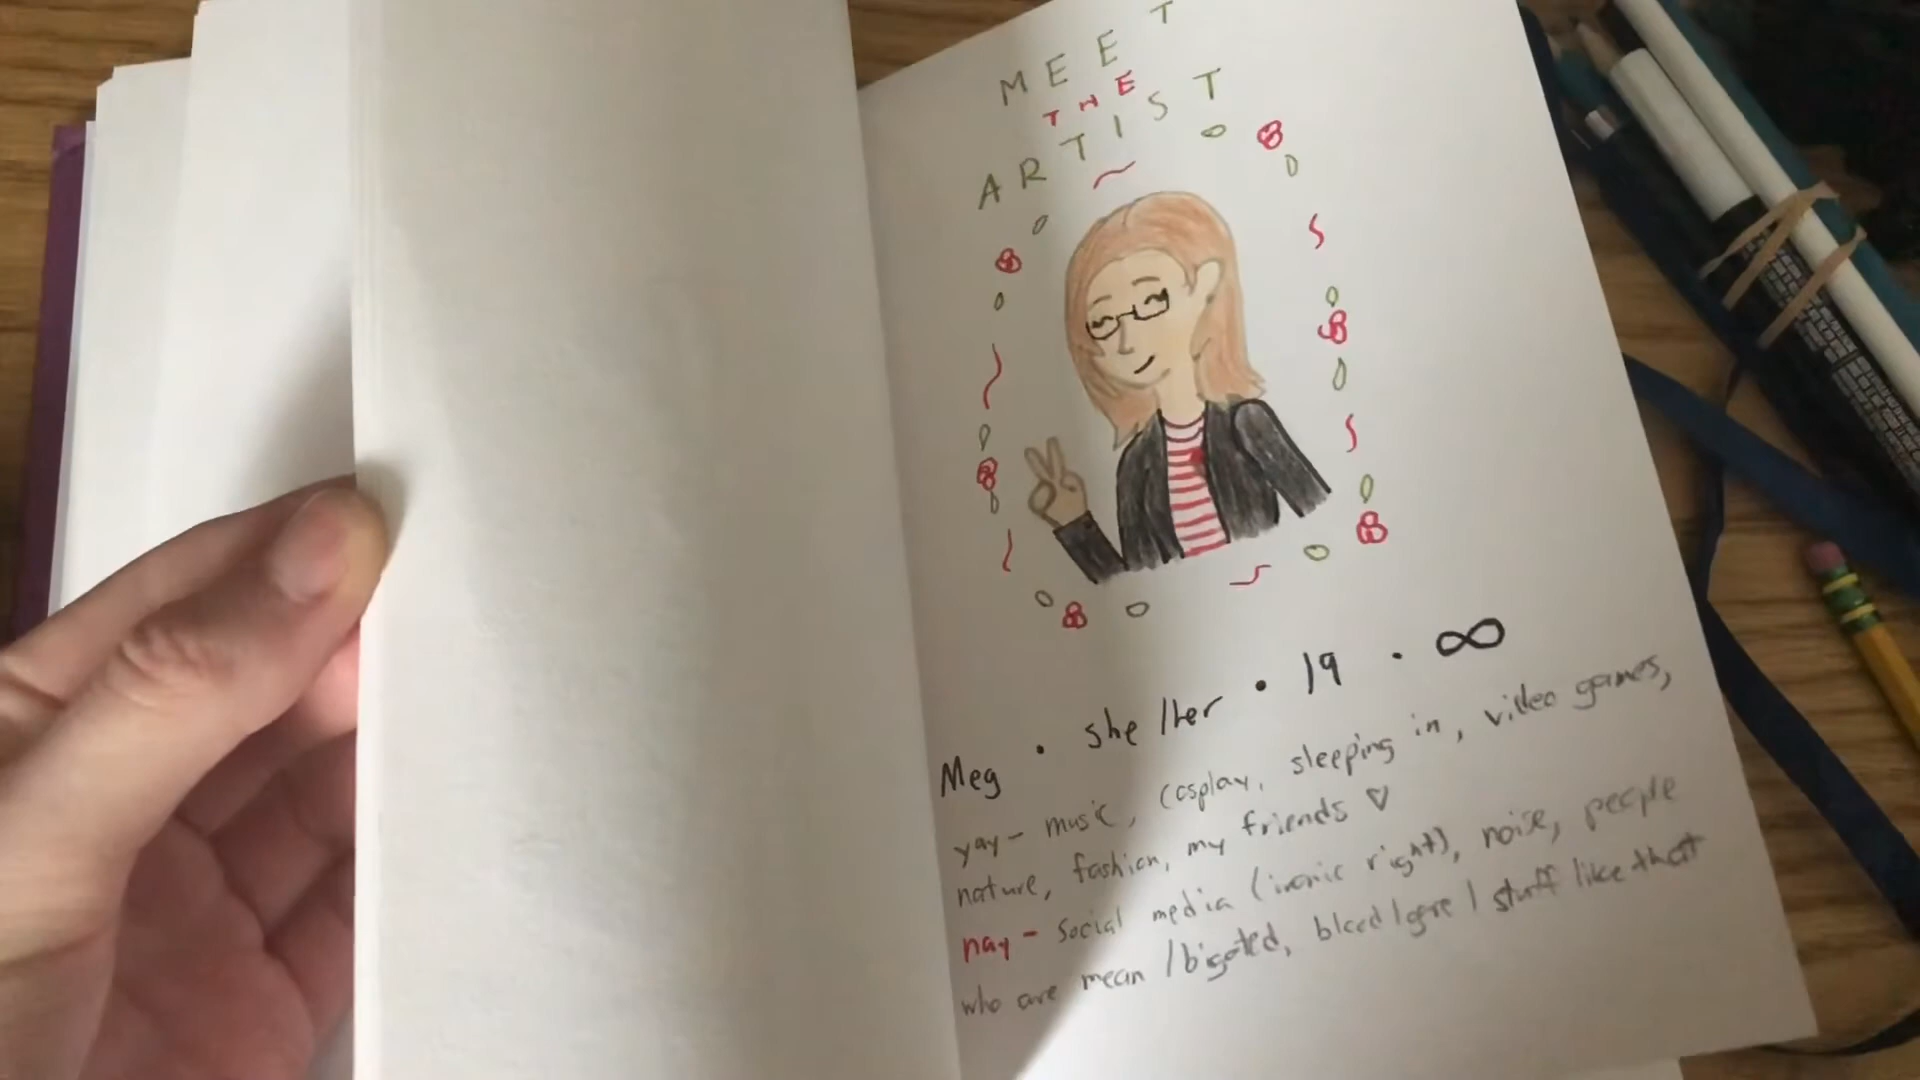 MEET
THE
ARTIST
Meg • she/her • 19 • ∞
yay - music, cosplay, sleeping in, video games,
nature, fashion, my friends ♡
nay - social media (ironic right), noise, people
who are mean/bigoted, blood/gore/stuff like that